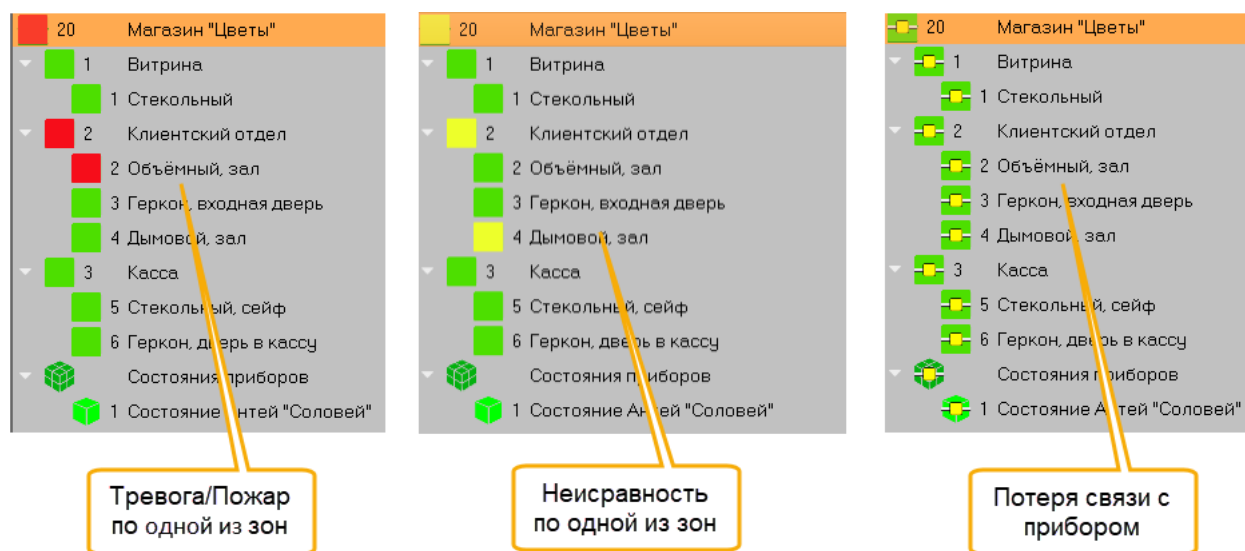 20 Магазин "Цветы"
1 Витрина
1 Стекольный
2 Клиентский отдел
2 Объёмный, зал
3 Геркон, входная дверь
4 Дымовой, зал
3 Касса
5 Стекольный, сейф
6 Геркон, дверь в кассу
Состояния приборов
1 Состояние Антей "Соловей"
Тревога/Пожар
по одной из зон
20 Магазин "Цветы"
1 Витрина
1 Стекольный
2 Клиентский отдел
2 Объёмный, зал
3 Геркон, входная дверь
4 Дымовой, зал
3 Касса
5 Стекольный, сейф
6 Геркон, дверь в кассу
Состояния приборов
1 Состояние Антей "Соловей"
Неисравность
по одной из зон
20 Магазин "Цветы"
1 Витрина
1 Стекольный
2 Клиентский отдел
2 Объёмный, зал
3 Геркон, входная дверь
4 Дымовой, зал
3 Касса
5 Стекольный, сейф
6 Геркон, дверь в кассу
Состояния приборов
1 Состояние Антей "Соловей"
Потеря связи с
прибором